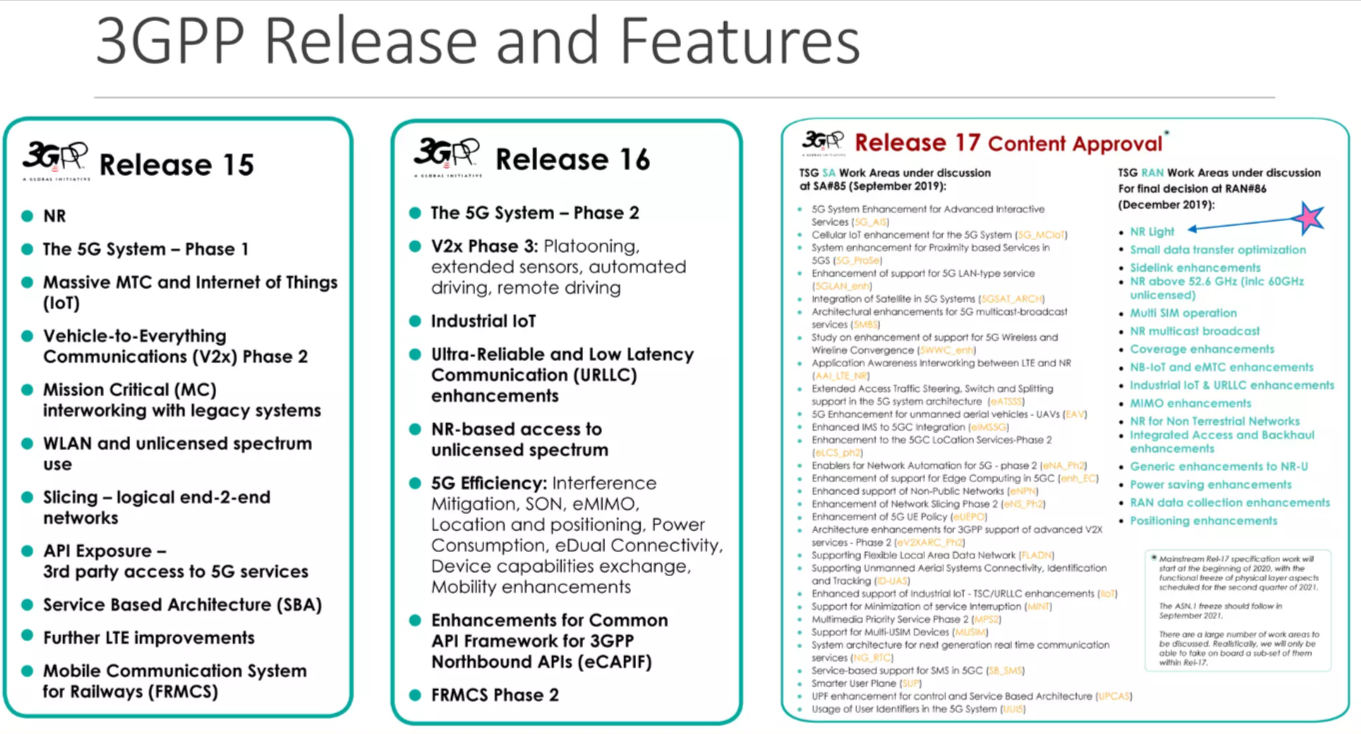 3GPP Release and Features
3GPP
A GLOBAL INITIATIVE
Release 15
NR
The 5G System – Phase 1
Massive MTC and Internet of Things
(IoT)
Vehicle-to-Everything
Communications (V2x) Phase 2
Mission Critical (MC)
interworking with legacy systems
WLAN and unlicensed spectrum
use
Slicing – logical end-2-end
networks
API Exposure –
3rd party access to 5G services
Service Based Architecture (SBA)
Further LTE improvements
Mobile Communication System
for Railways (FRMCS)
3GPP
A GLOBAL INITIATIVE
Release 16
The 5G System – Phase 2
V2x Phase 3: Platooning,
extended sensors, automated
driving, remote driving
Industrial IoT
Ultra-Reliable and Low Latency
Communication (URLLC)
enhancements
NR-based access to
unlicensed spectrum
5G Efficiency: Interference
Mitigation, SON, eMIMO,
Location and positioning, Power
Consumption, eDual Connectivity,
Device capabilities exchange,
Mobility enhancements
Enhancements for Common
API Framework for 3GPP
Northbound APIs (eCAPIF)
FRMCS Phase 2
3GPP
A GLOBAL INITIATIVE
Release 17 Content Approval*
TSG SA Work Areas under discussion
at SA#85 (September 2019):
5G System Enhancement for Advanced Interactive
Services (5G_AIS)
Cellular IoT enhancement for the 5G System (5G_MCIoT)
System enhancement for Proximity based Services in
5GS (5G_ProSe)
Enhancement of support for 5G LAN-type service
(5GLAN_enh)
Integration of Satellite in 5G Systems (5GSAT_ARCH)
Architectural enhancements for 5G multicast-broadcast
services (5MBS)
Study on enhancement of support for 5G Wireless and
Wireline Convergence (5WWC_enh)
Application Awareness Interworking between LTE and NR
(AAI_LTE_NR)
Extended Access Traffic Steering, Switch and Splitting
support in the 5G system architecture (eATSSS)
5G Enhancement for unmanned aerial vehicles - UAVs (EAV)
Enhanced IMS to 5GC Integration (eIMS5G)
Enhancement to the 5GC LoCation Services-Phase 2
(eLCS_ph2)
Enablers for Network Automation for 5G - phase 2 (eNA_Ph2)
Enhancement of support for Edge Computing in 5GC (enh_EC)
Enhanced support of Non-Public Networks (eNPN)
Enhancement of Network Slicing Phase 2 (eNS_Ph2)
Enhancement of 5G UE Policy (eUEPO)
Architecture enhancements for 3GPP support of advanced V2X
services - Phase 2 (eV2XARC_Ph2)
Supporting Flexible Local Area Data Network (FLADN)
Supporting Unmanned Aerial Systems Connectivity, Identification
and Tracking (ID-UAS)
Enhanced support of Industrial IoT - TSC/URLLC enhancements (IIoT)
Support for Minimization of service Interruption (MINT)
Multimedia Priority Service Phase 2 (MPS2)
Support for Multi-USIM Devices (MUSIM)
System architecture for next generation real time communication
services (NG_RTC)
Service-based support for SMS in 5GC (SB_SMS)
Smarter User Plane (SUP)
UPF enhancement for control and Service Based Architecture (UPCAS)
Usage of User Identifiers in the 5G System (UUI5)
TSG RAN Work Areas under discussion
For final decision at RAN#86
(December 2019):
NR Light
Small data transfer optimization
Sidelink enhancements
NR above 52.6 GHz (inlc 60GHz
unlicensed)
Multi SIM operation
NR multicast broadcast
Coverage enhancements
NB-IoT and eMTC enhancements
Industrial IoT & URLLC enhancements
MIMO enhancements
NR for Non Terrestrial Networks
Integrated Access and Backhaul
enhancements
Generic enhancements to NR-U
Power saving enhancements
RAN data collection enhancements
Positioning enhancements
* Mainstream Rel-17 specification work will
start at the beginning of 2020, with the
functional freeze of physical layer aspects
scheduled for the second quarter of 2021.
The ASN.1 freeze should follow in
September 2021.
There are a large number of work areas to
be discussed. Realistically, we will only be
able to take on board a sub-set of them
within Rel-17.